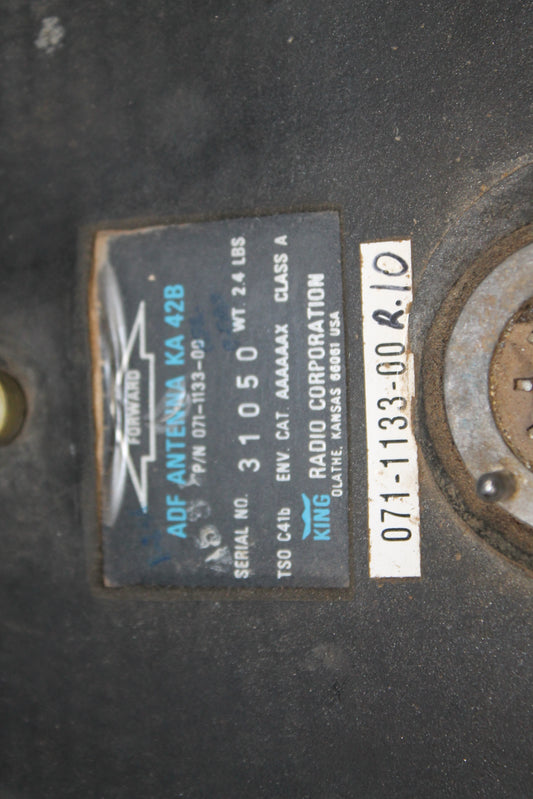 FORWARD
ADF ANTENNA KA 42B
P/N 071-1133-00
SERIAL NO. 31050 WT 2.4 LBS
TSO C41b ENV. CAT. AAAAAAX CLASS A
KING RADIO CORPORATION
OLATHE, KANSAS 66061 USA
071-1133-00 R.10